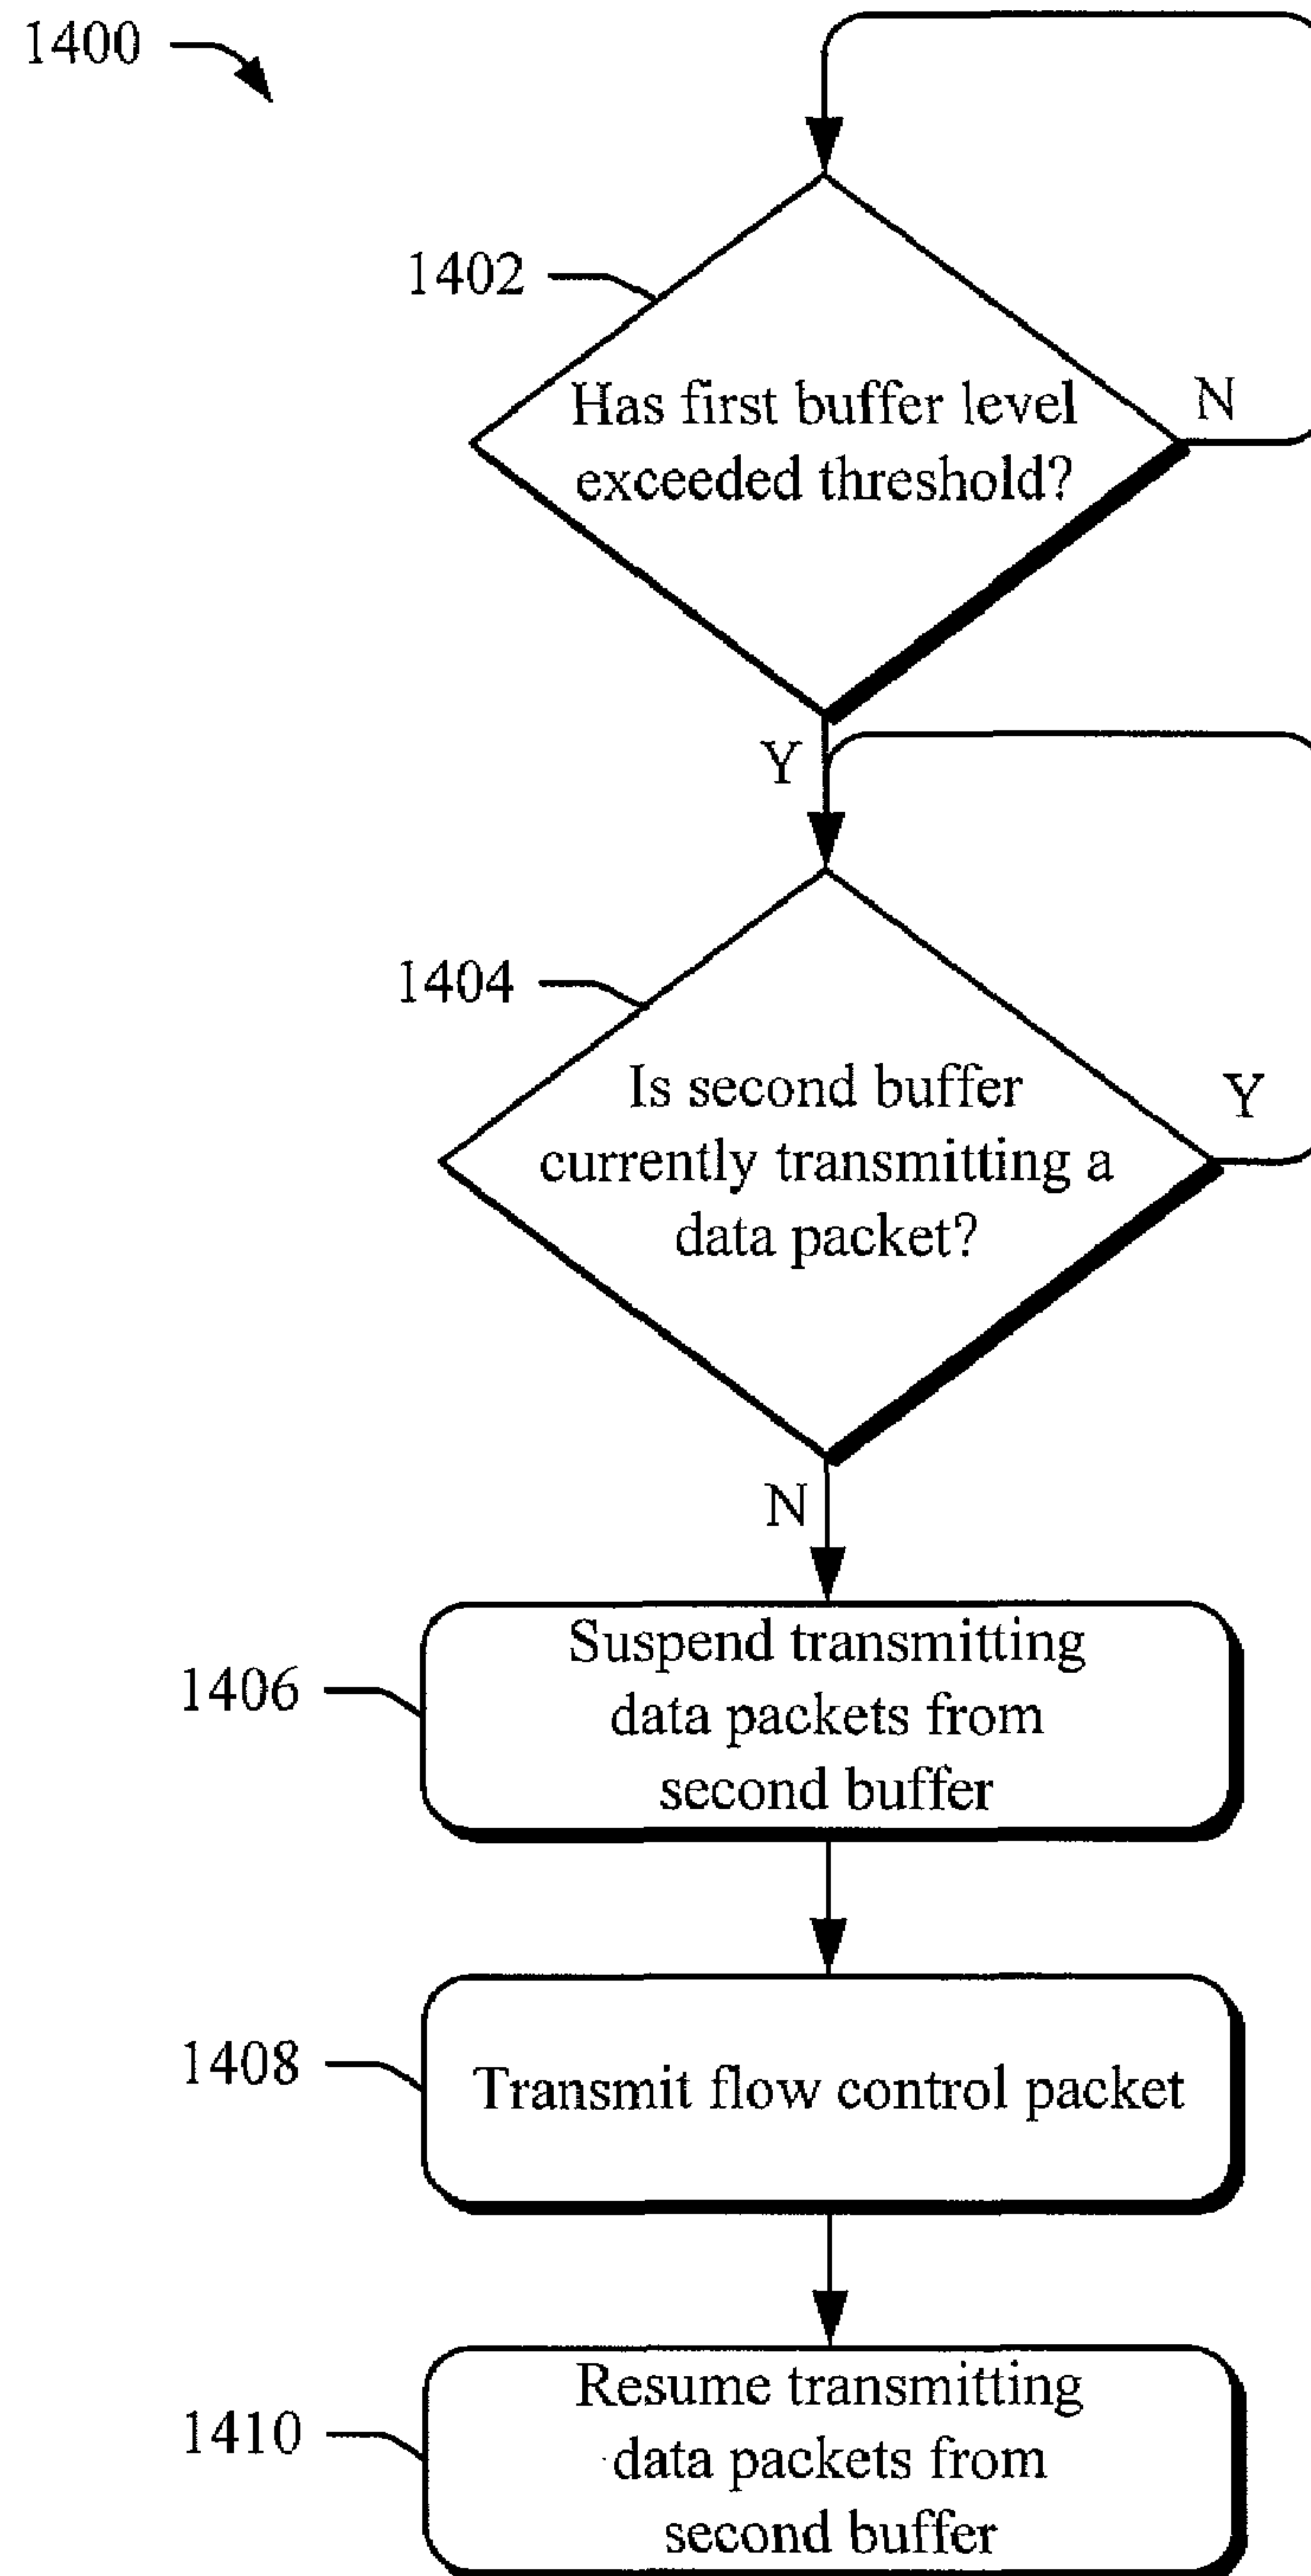 1400
1402
Has first buffer level
exceeded threshold?
N
Y
1404
Is second buffer
currently transmitting a
data packet?
Y
N
1406
Suspend transmitting
data packets from
second buffer
1408
Transmit flow control packet
1410
Resume transmitting
data packets from
second buffer